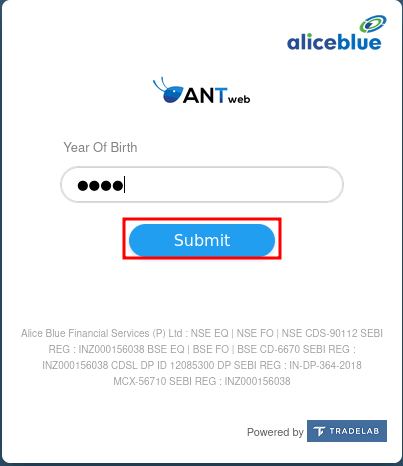 aliceblue
ANT web
Year Of Birth
Submit
Alice Blue Financial Services (P) Ltd : NSE EQ | NSE FO | NSE CDS-90112 SEBI
REG : INZ000156038 BSE EQ | BSE FO | BSE CD-6670 SEBI REG :
INZ000156038 CDSL DP ID 12085300 DP SEBI REG : IN-DP-364-2018
MCX-56710 SEBI REG : INZ000156038
Powered by TRADELAB